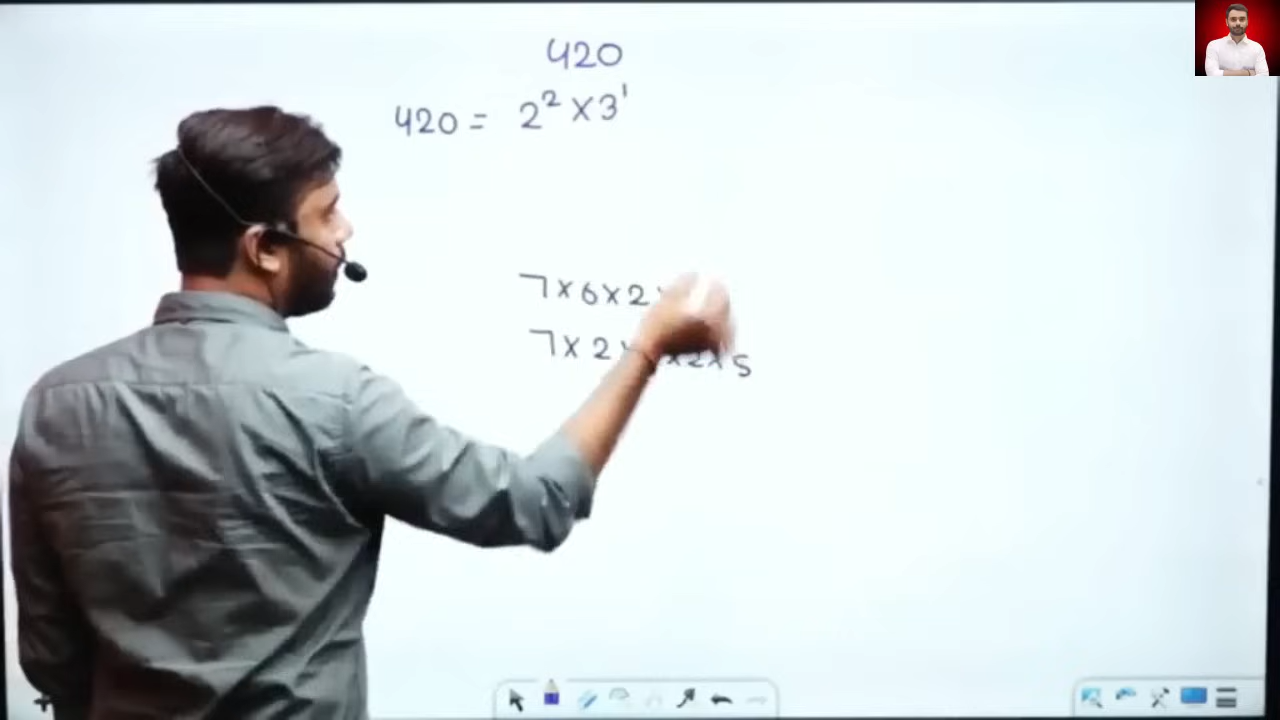 420
420 = 2² × 3¹
7 × 6 × 2 ×
7 × 2 × × 2 × 5